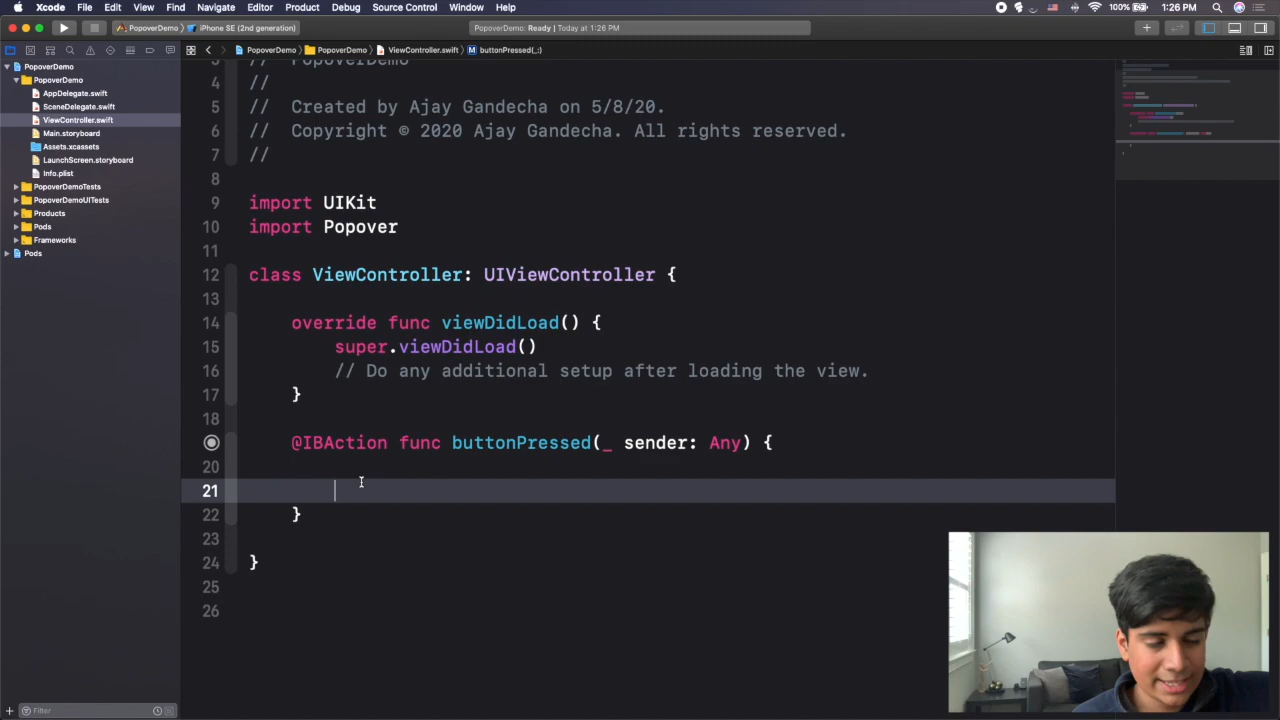 Xcode File Edit View Find Navigate Editor Product Debug Source Control Window Help 100% 1:26 PM
PopoverDemo iPhone SE (2nd generation) PopoverDemo: Ready | Today at 1:26 PM
PopoverDemo PopoverDemo ViewController.swift buttonPressed(_:)
PopoverDemo
PopoverDemo
AppDelegate.swift
SceneDelegate.swift
ViewController.swift
Main.storyboard
Assets.xcassets
LaunchScreen.storyboard
Info.plist
PopoverDemoTests
PopoverDemoUITests
Products
Pods
Frameworks
Pods
Filter
3 // PopoverDemo
4 //
5 // Created by Ajay Gandecha on 5/8/20.
6 // Copyright © 2020 Ajay Gandecha. All rights reserved.
7 //
8
9 import UIKit
10 import Popover
11
12 class ViewController: UIViewController {
13
14 override func viewDidLoad() {
15 super.viewDidLoad()
16 // Do any additional setup after loading the view.
17 }
18
@IBAction func buttonPressed(_ sender: Any) {
20
21
22 }
23
24 }
25
26